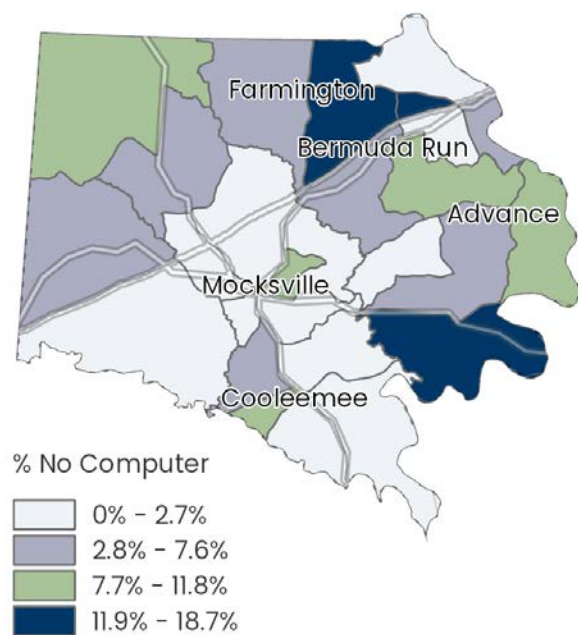 Farmington
Bermuda Run
Advance
Mocksville
Cooleemee
% No Computer
0% - 2.7%
2.8% - 7.6%
7.7% - 11.8%
11.9% - 18.7%